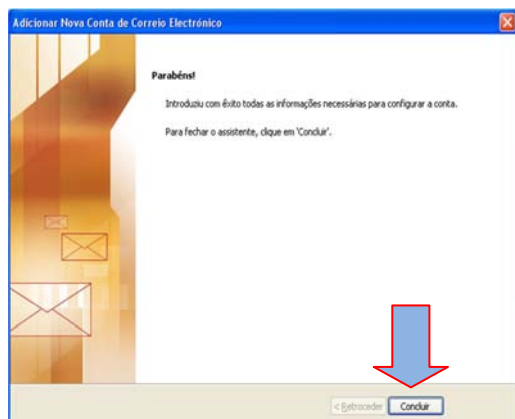 Adicionar Nova Conta de Correio Electrónico
Parabéns!
Introduziu com êxito todas as informações necessárias para configurar a conta.
Para fechar o assistente, clique em 'Concluir'.
< Retroceder Concluir